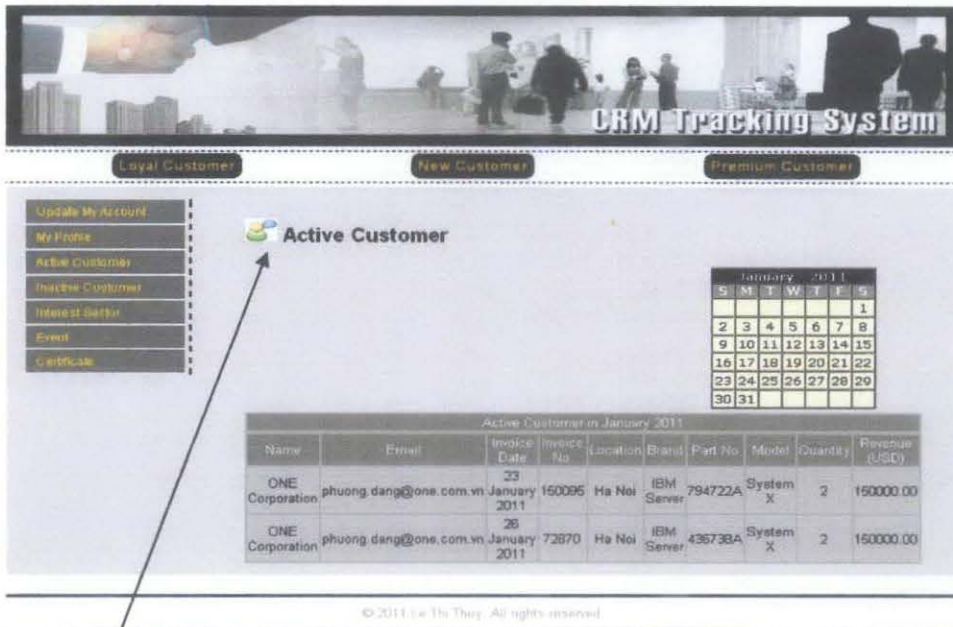 CRM Tracking System
Loyal Customer
New Customer
Premium Customer
Update My Account
My Profile
Active Customer
Inactive Customer
Interest Sector
Event
Certificate
Active Customer
January 2011
S M T W T F S
1
2 3 4 5 6 7 8
9 10 11 12 13 14 15
16 17 18 19 20 21 22
23 24 25 26 27 28 29
30 31
Active Customer in January 2011
Name Email Invoice Date Invoice No Location Brand Part No Model Quantity Revenue (USD)
ONE Corporation phuong.dang@one.com.vn 23 January 2011 150095 Ha Noi IBM Server 794722A System X 2 150000.00
ONE Corporation phuong.dang@one.com.vn 26 January 2011 72870 Ha Noi IBM Server 436738A System X 2 150000.00
© 2011 Le Thi Thuy. All rights reserved.